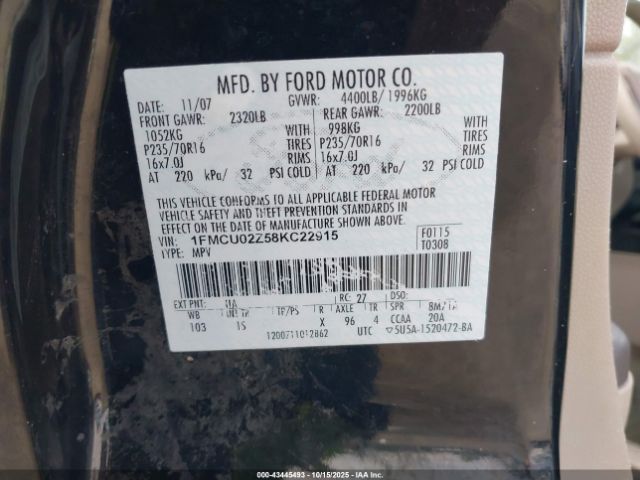 MFD. BY FORD MOTOR CO.
DATE: 11/07 GVWR: 4400LB/ 1996KG
FRONT GAWR: 2320LB REAR GAWR: 2200LB
1052KG WITH 998KG WITH
P235/70R16 TIRES P235/70R16 TIRES
16x7.0J RIMS 16x7.0J RIMS
AT 220 kPa/ 32 PSI COLD AT 220 kPa/ 32 PSI COLD
THIS VEHICLE CONFORMS TO ALL APPLICABLE FEDERAL MOTOR
VEHICLE SAFETY AND THEFT PREVENTION STANDARDS IN
EFFECT ON THE DATE OF MANUFACTURE SHOWN ABOVE.
VIN: 1FMCU02Z58KC22915 F0115
TYPE: MPV T0308
EXT PNT: RC: 27 DSO:
WB TP/PS R AXLE TR SPR
103 X 96 4 CCAA 20A
1200711012862 UTC 5U5A-1520472-BA
000-43445493 - 10/15/2025 - IAA Inc.